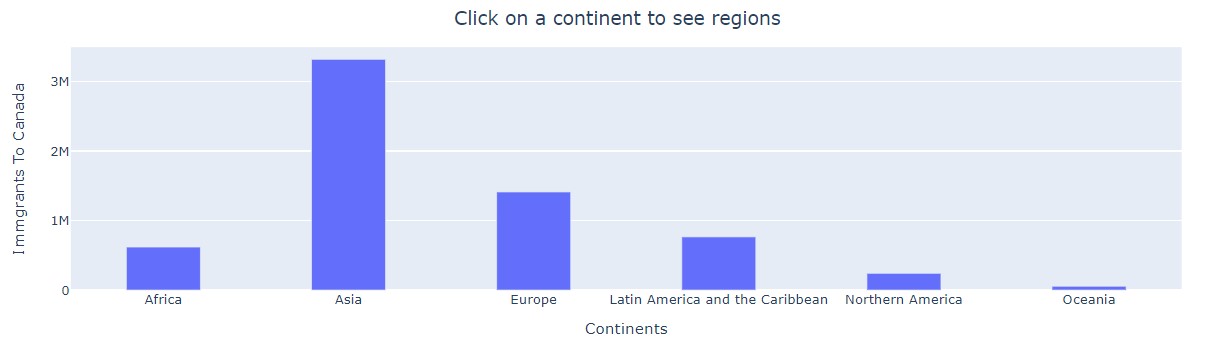 Click on a continent to see regions
Immgrants To Canada
3M
2M
1M
0
Africa
Asia
Europe
Latin America and the Caribbean
Northern America
Oceania
Continents